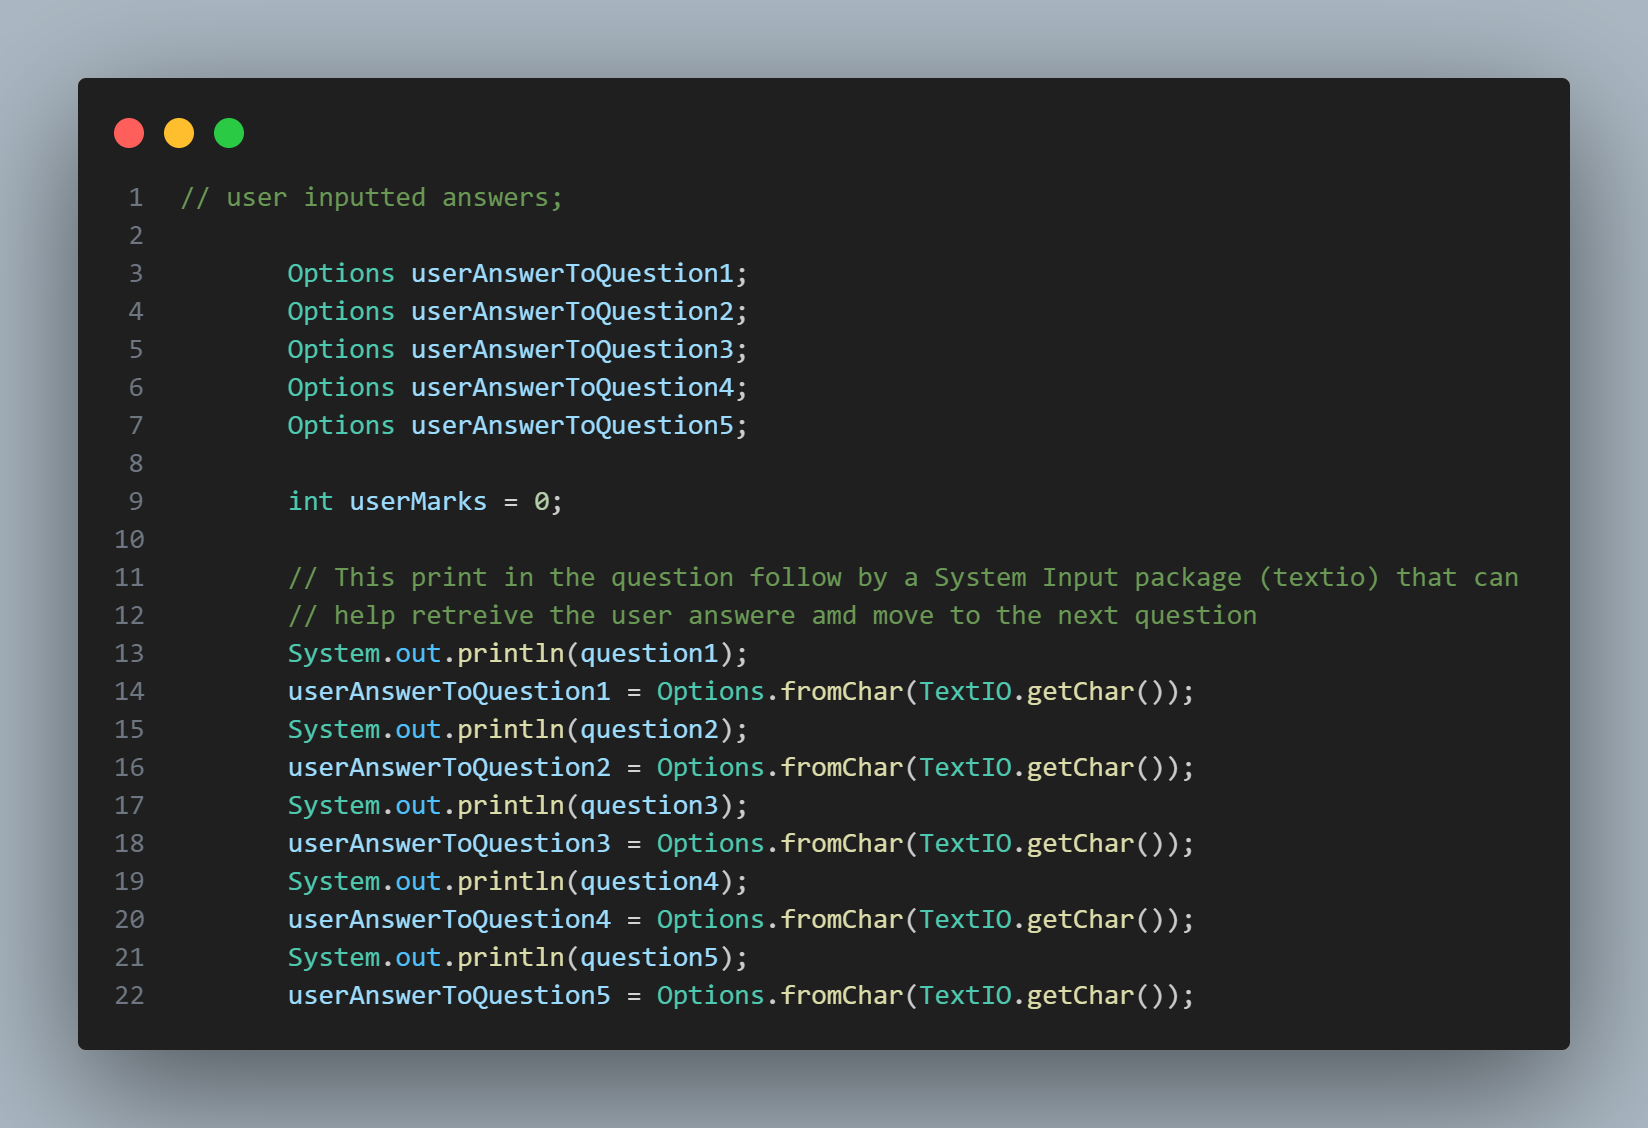 1 // user inputted answers;
2
3 Options userAnswerToQuestion1;
4 Options userAnswerToQuestion2;
5 Options userAnswerToQuestion3;
6 Options userAnswerToQuestion4;
7 Options userAnswerToQuestion5;
8
9 int userMarks = 0;
10
11 // This print in the question follow by a System Input package (textio) that can
12 // help retreive the user answere amd move to the next question
13 System.out.println(question1);
14 userAnswerToQuestion1 = Options.fromChar(TextIO.getChar());
15 System.out.println(question2);
16 userAnswerToQuestion2 = Options.fromChar(TextIO.getChar());
17 System.out.println(question3);
18 userAnswerToQuestion3 = Options.fromChar(TextIO.getChar());
19 System.out.println(question4);
20 userAnswerToQuestion4 = Options.fromChar(TextIO.getChar());
21 System.out.println(question5);
22 userAnswerToQuestion5 = Options.fromChar(TextIO.getChar());